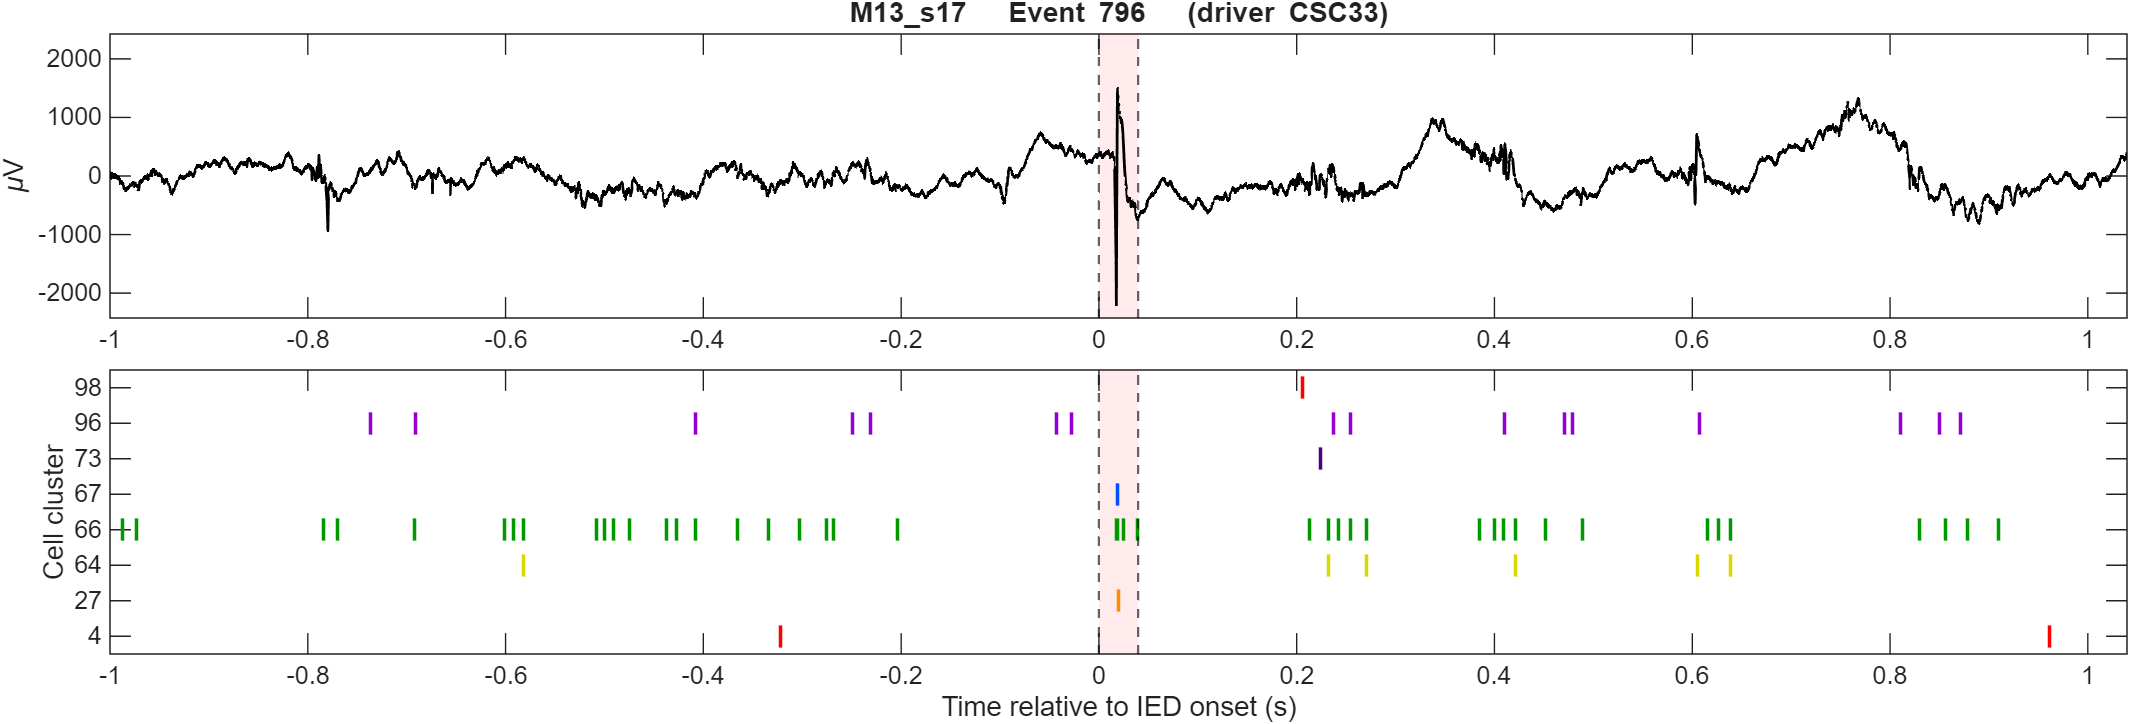 M13_s17 Event 796 (driver CSC33)
µV
2000
1000
0
-1000
-2000
-1 -0.8 -0.6 -0.4 -0.2 0 0.2 0.4 0.6 0.8 1
Cell cluster
98
96
73
67
66
64
27
4
-1 -0.8 -0.6 -0.4 -0.2 0 0.2 0.4 0.6 0.8 1
Time relative to IED onset (s)